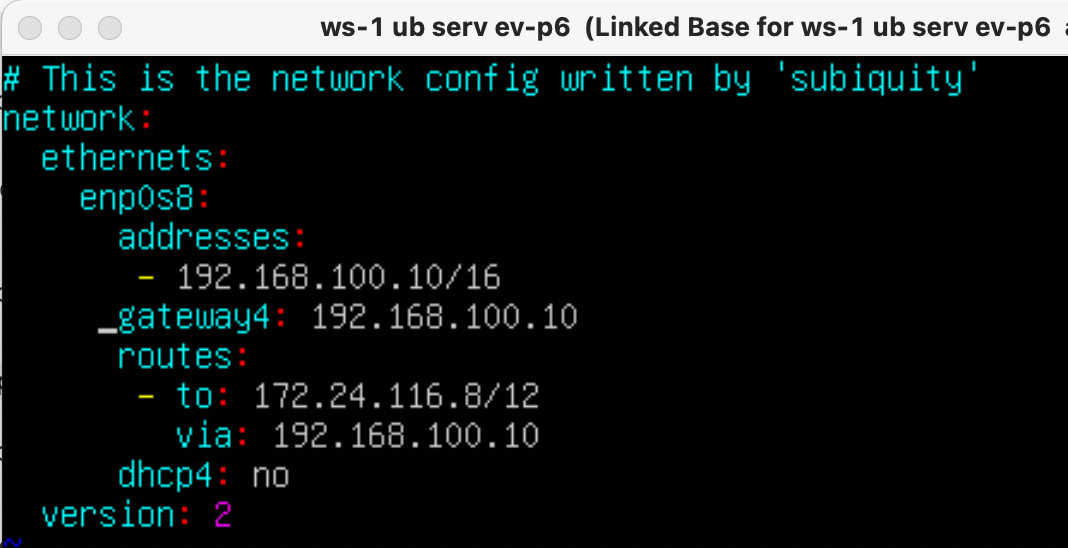 ws-1 ub serv ev-p6 (Linked Base for ws-1 ub serv ev-p6
# This is the network config written by 'subiquity'
network:
  ethernets:
    enp0s8:
      addresses:
       - 192.168.100.10/16
     _gateway4: 192.168.100.10
      routes:
       - to: 172.24.116.8/12
         via: 192.168.100.10
      dhcp4: no
  version: 2
~